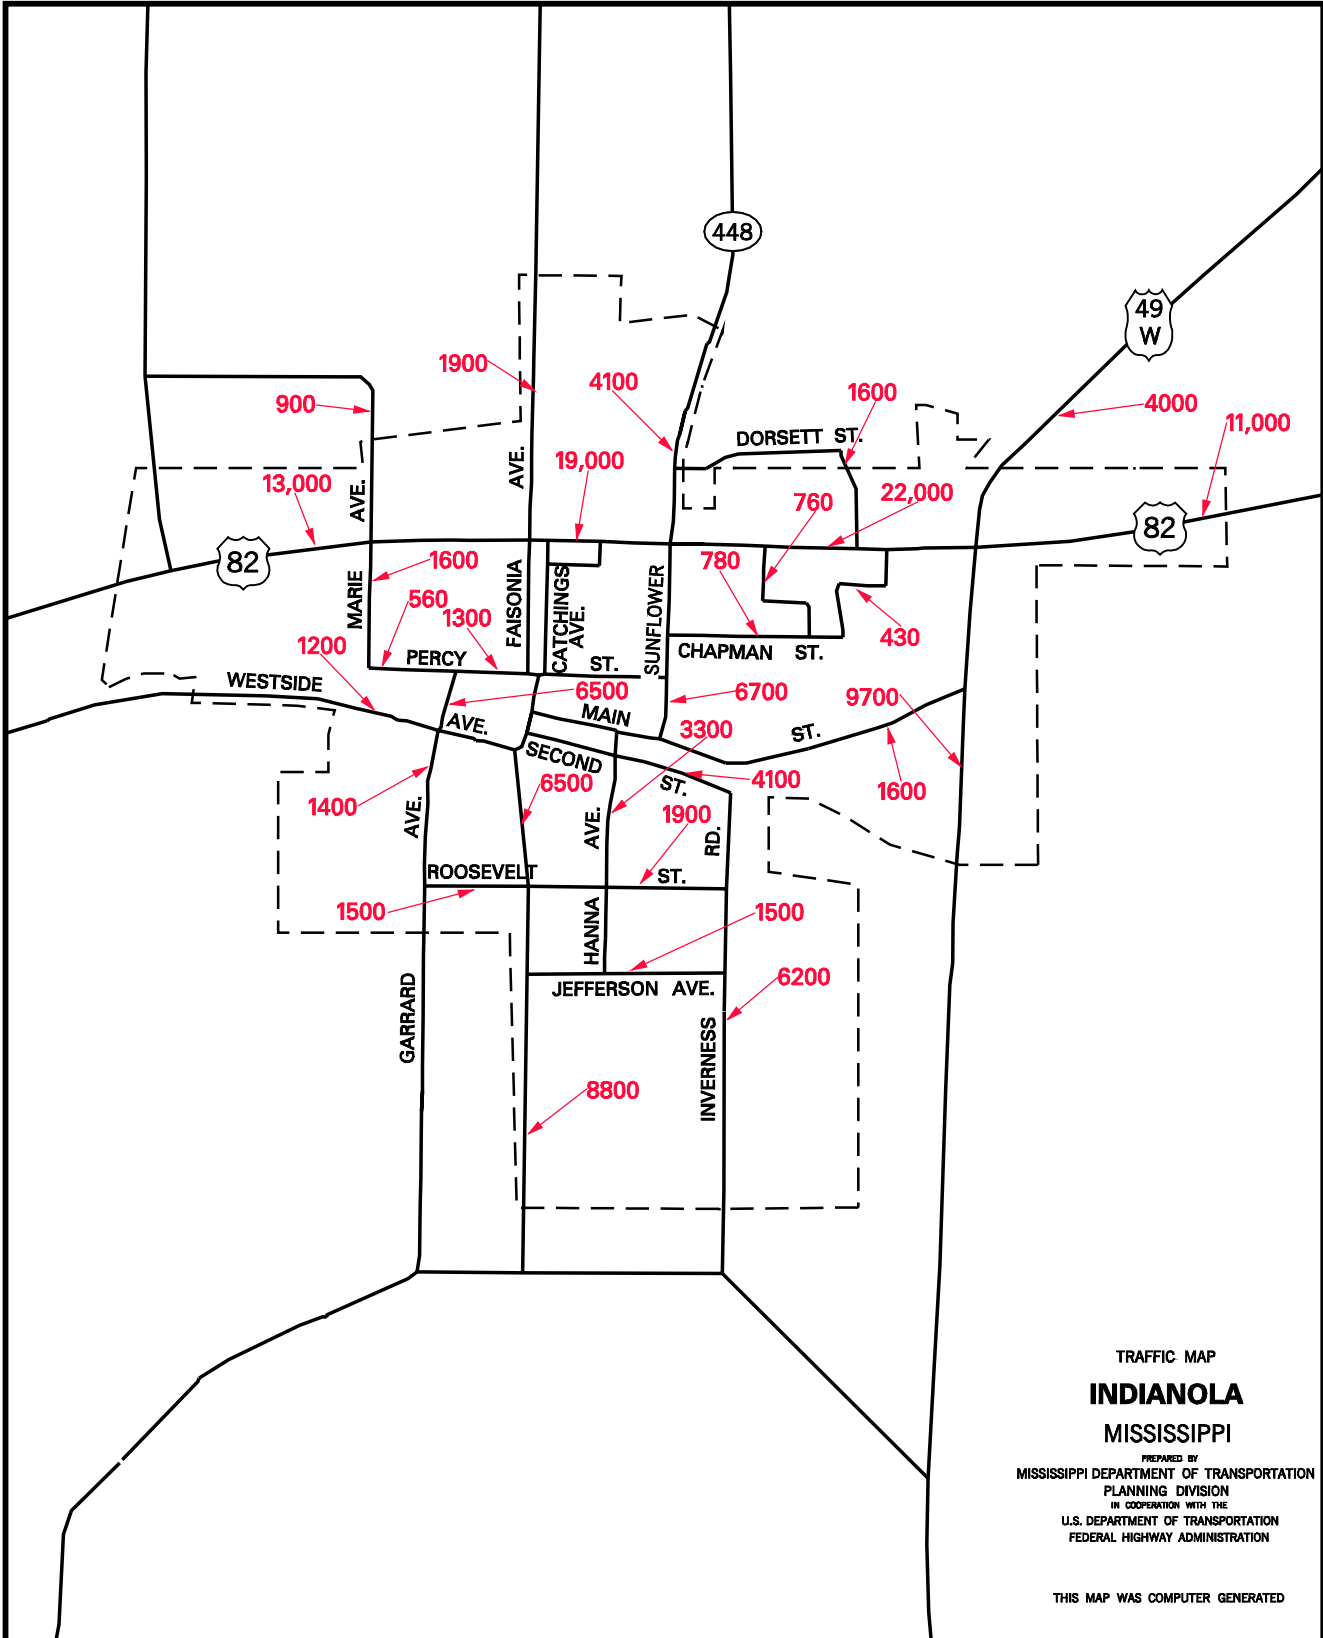 448
49
W
1900
4100
1600
4000
900
11,000
DORSETT ST.
AVE.
19,000
13,000
22,000
760
AVE.
82
82
1600
780
560
1300
MARIE
FAISONIA
CATCHINGS
AVE.
SUNFLOWER
430
1200
PERCY
ST.
CHAPMAN ST.
WESTSIDE
6500
6700
9700
MAIN
AVE.
3300
ST.
SECOND
ST.
6500
4100
1600
1400
AVE.
AVE.
1900
RD.
ROOSEVELT
ST.
1500
HANNA
1500
6200
JEFFERSON AVE.
GARRARD
INVERNESS
8800
TRAFFIC MAP
INDIANOLA
MISSISSIPPI
PREPARED BY
MISSISSIPPI DEPARTMENT OF TRANSPORTATION
PLANNING DIVISION
IN COOPERATION WITH THE
U.S. DEPARTMENT OF TRANSPORTATION
FEDERAL HIGHWAY ADMINISTRATION
THIS MAP WAS COMPUTER GENERATED